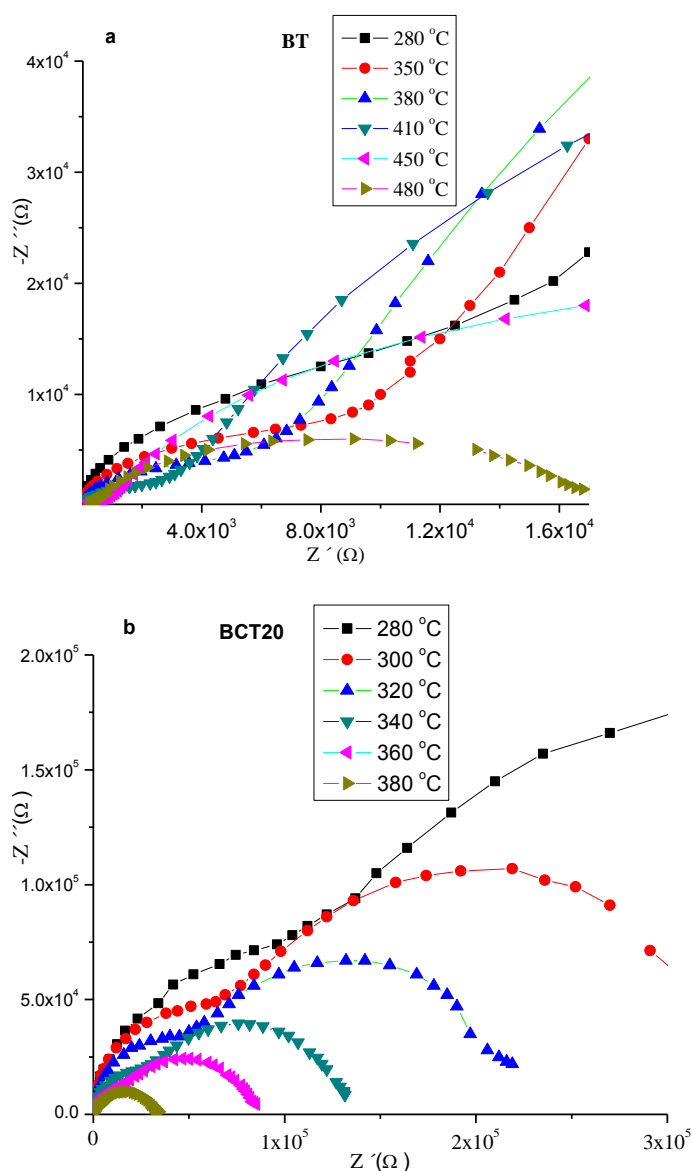 a
BT
280 °C
350 °C
380 °C
410 °C
450 °C
480 °C
4x10⁴
3x10⁴
2x10⁴
1x10⁴
-Z ´´(Ω)
4.0x10³ 8.0x10³ 1.2x10⁴ 1.6x10⁴
Z ´(Ω)
b
BCT20
280 °C
300 °C
320 °C
340 °C
360 °C
380 °C
2.0x10⁵
1.5x10⁵
1.0x10⁵
5.0x10⁴
0.0
-Z ´´(Ω)
0 1x10⁵ 2x10⁵ 3x10⁵
Z ´(Ω)